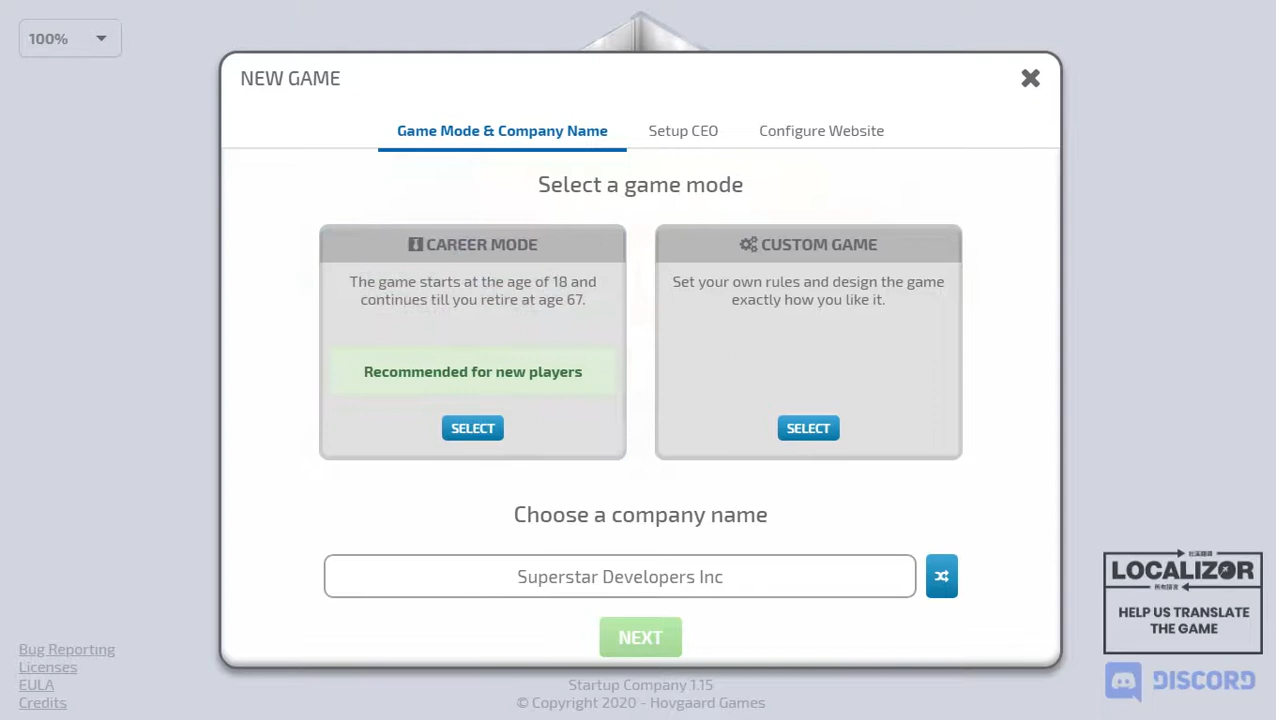 100%
NEW GAME
Game Mode & Company Name
Setup CEO
Configure Website
Select a game mode
CAREER MODE
The game starts at the age of 18 and
continues till you retire at age 67.
Recommended for new players
SELECT
CUSTOM GAME
Set your own rules and design the game
exactly how you like it.
SELECT
Choose a company name
Superstar Developers Inc
NEXT
LOCALIZOR
HELP US TRANSLATE
THE GAME
DISCORD
Bug Reporting
Licenses
EULA
Credits
Startup Company 1.15
© Copyright 2020 - Hovgaard Games